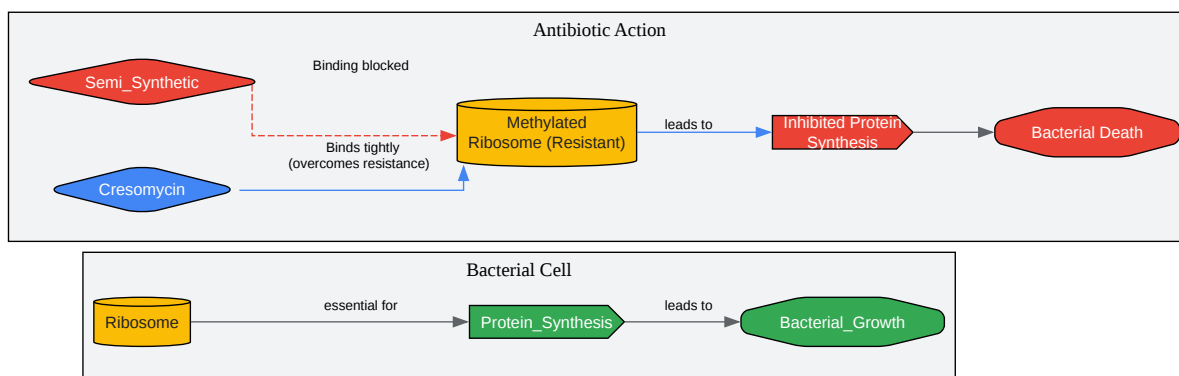 Antibiotic Action
Binding blocked
Semi_Synthetic
Methylated
Ribosome (Resistant)
leads to
Inhibited Protein
Synthesis
Bacterial Death
Binds tightly
(overcomes resistance)
Cresomycin
Bacterial Cell
Ribosome
essential for
Protein_Synthesis
leads to
Bacterial_Growth